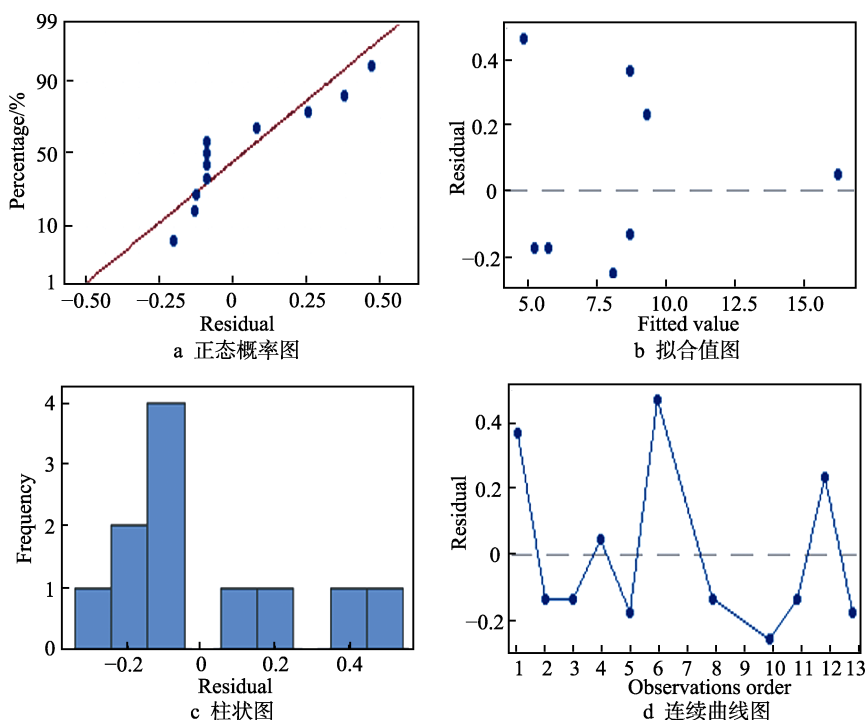 99
90
50
10
1
Percentage/%
−0.50 −0.25 0 0.25 0.50
Residual
a 正态概率图
0.4
0.2
0
−0.2
Residual
5.0 7.5 10.0 12.5 15.0
Fitted value
b 拟合值图
4
3
2
1
0
Frequency
−0.2 0 0.2 0.4
Residual
c 柱状图
0.4
0.2
0
−0.2
Residual
1 2 3 4 5 6 7 8 9 10 11 12 13
Observations order
d 连续曲线图